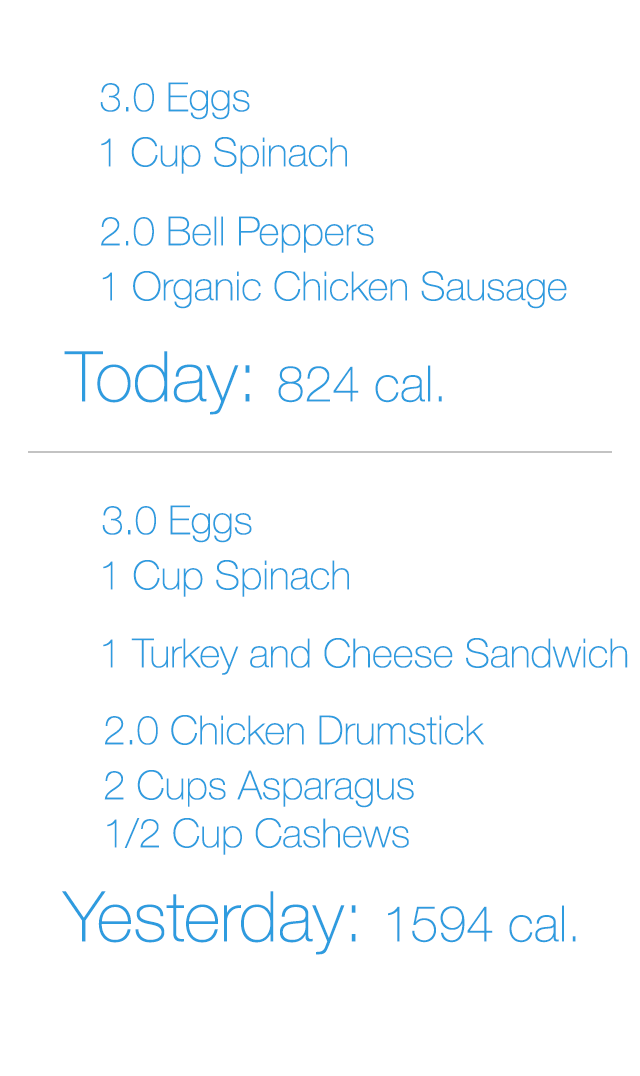 3.0 Eggs
1 Cup Spinach
2.0 Bell Peppers
1 Organic Chicken Sausage
Today: 824 cal.
3.0 Eggs
1 Cup Spinach
1 Turkey and Cheese Sandwich
2.0 Chicken Drumstick
2 Cups Asparagus
1/2 Cup Cashews
Yesterday: 1594 cal.